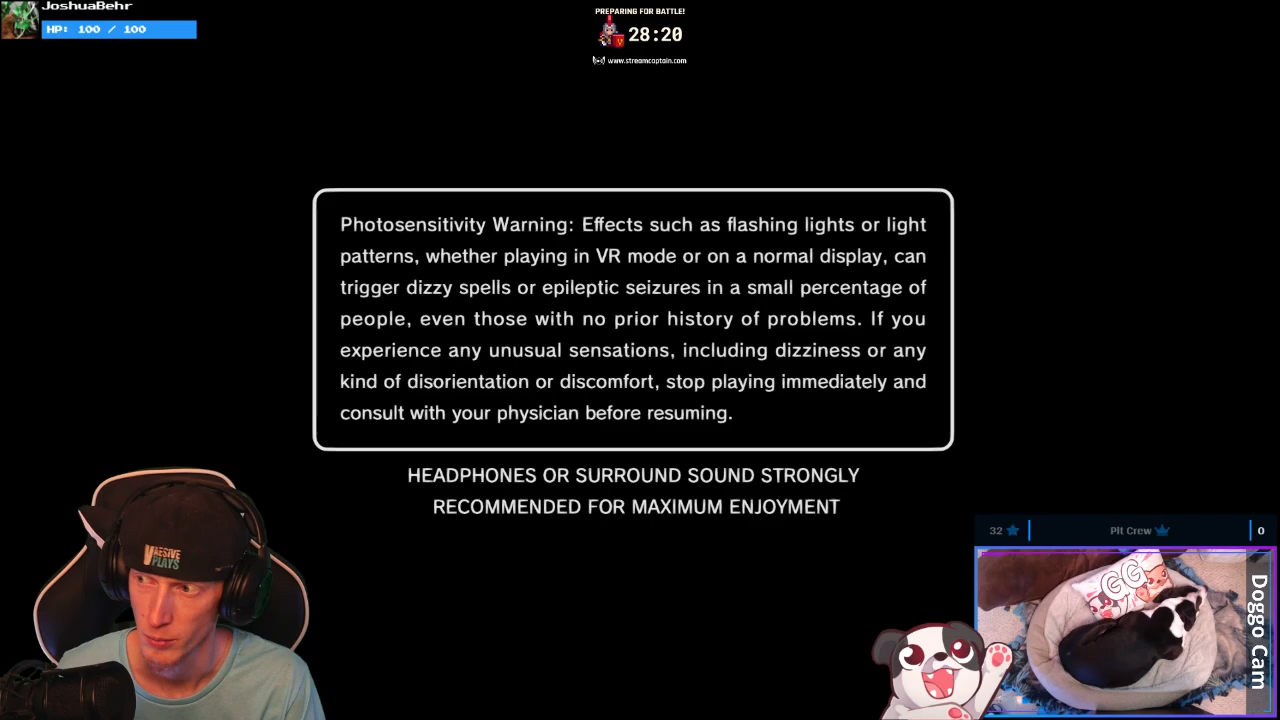 JoshuaBehr
HP: 100 / 100
PREPARING FOR BATTLE!
28:20
www.streamcaptain.com
Photosensitivity Warning: Effects such as flashing lights or light
patterns, whether playing in VR mode or on a normal display, can
trigger dizzy spells or epileptic seizures in a small percentage of
people, even those with no prior history of problems. If you
experience any unusual sensations, including dizziness or any
kind of disorientation or discomfort, stop playing immediately and
consult with your physician before resuming.
HEADPHONES OR SURROUND SOUND STRONGLY
RECOMMENDED FOR MAXIMUM ENJOYMENT
VAESIVE
PLAYS
32
Pit Crew
0
GG
Doggo Cam